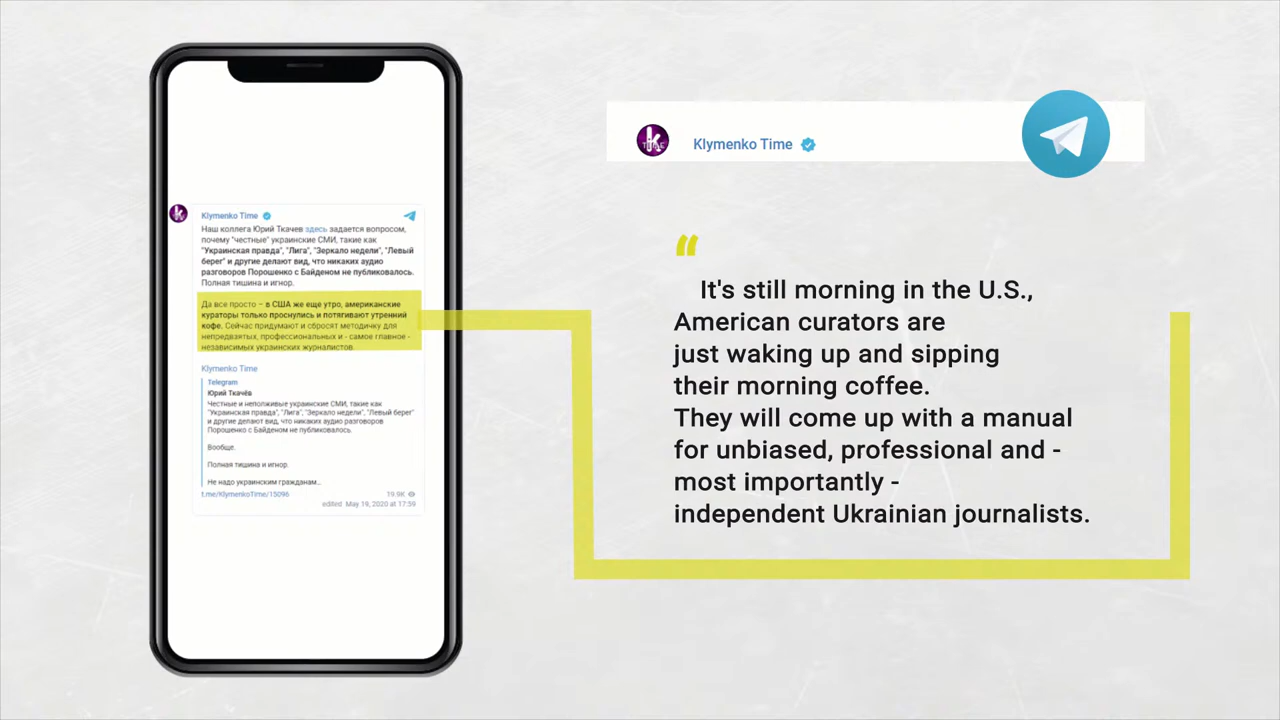 Klymenko Time
Наш коллега Юрий Ткачев здесь задается вопросом,
почему "честные" украинские СМИ, такие как
"Украинская правда", "Лига", "Зеркало недели", "Левый
берег" и другие делают вид, что никаких аудио
разговоров Порошенко с Байденом не публиковалось.
Полная тишина и игнор.
Да все просто – в США же еще утро, американские
кураторы только проснулись и потягивают утренний
кофе. Сейчас придумают и сбросят методичку для
непредвзятых, профессиональных и - самое главное -
независимых украинских журналистов.
Klymenko Time
Telegram
Юрий Ткачёв
Честные и неполживые украинские СМИ, такие как
"Украинская правда", "Лига", "Зеркало недели", "Левый берег"
и другие делают вид, что никаких аудио разговоров
Порошенко с Байденом не публиковалось.
Вообще.
Полная тишина и игнор.
Не надо украинским гражданам...
t.me/KlymenkoTime/15096 19.9K
edited May 19, 2020 at 17:59
Klymenko Time
“
It's still morning in the U.S.,
American curators are
just waking up and sipping
their morning coffee.
They will come up with a manual
for unbiased, professional and -
most importantly -
independent Ukrainian journalists.